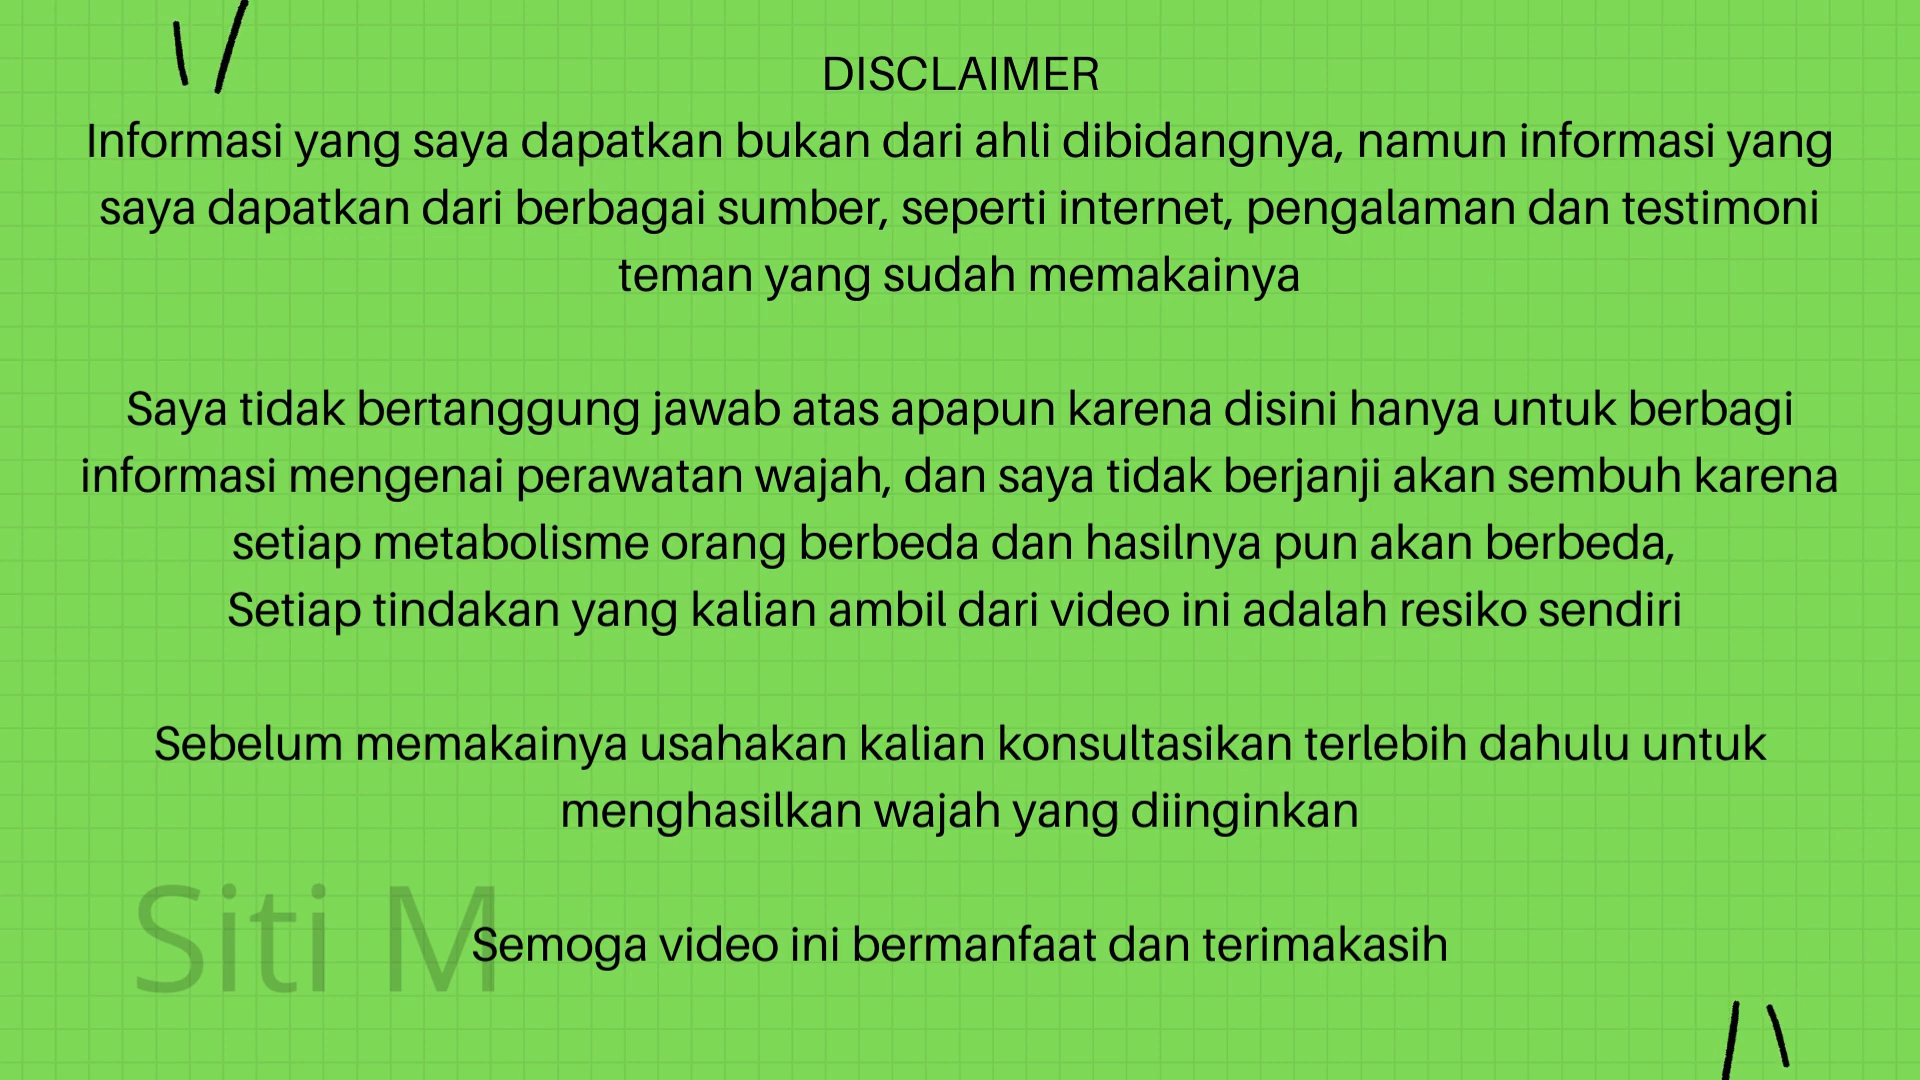 DISCLAIMER
Informasi yang saya dapatkan bukan dari ahli dibidangnya, namun informasi yang
saya dapatkan dari berbagai sumber, seperti internet, pengalaman dan testimoni
teman yang sudah memakainya
Saya tidak bertanggung jawab atas apapun karena disini hanya untuk berbagi
informasi mengenai perawatan wajah, dan saya tidak berjanji akan sembuh karena
setiap metabolisme orang berbeda dan hasilnya pun akan berbeda,
Setiap tindakan yang kalian ambil dari video ini adalah resiko sendiri
Sebelum memakainya usahakan kalian konsultasikan terlebih dahulu untuk
menghasilkan wajah yang diinginkan
Siti M
Semoga video ini bermanfaat dan terimakasih